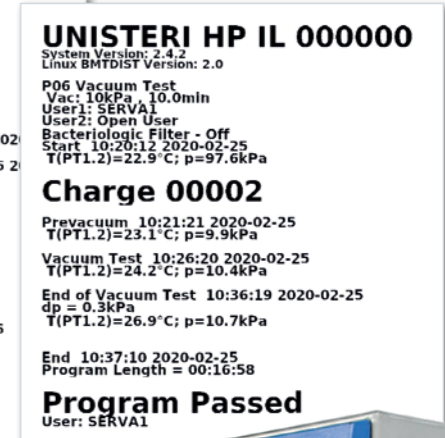 UNISTERI HP IL 000000
System Version: 2.4.2
Linux BMTDIST Version: 2.0
P06 Vacuum Test
Vac: 10kPa , 10.0min
User1: SERVA1
User2: Open User
Bacteriologic Filter - Off
Start 10:20:12 2020-02-25
T(PT1.2)=22.9°C; p=97.6kPa
Charge 00002
Prevacuum 10:21:21 2020-02-25
T(PT1.2)=23.1°C; p=9.9kPa
Vacuum Test 10:26:20 2020-02-25
T(PT1.2)=24.2°C; p=10.4kPa
End of Vacuum Test 10:36:19 2020-02-25
dp = 0.3kPa
T(PT1.2)=26.9°C; p=10.7kPa
End 10:37:10 2020-02-25
Program Length = 00:16:58
Program Passed
User: SERVA1